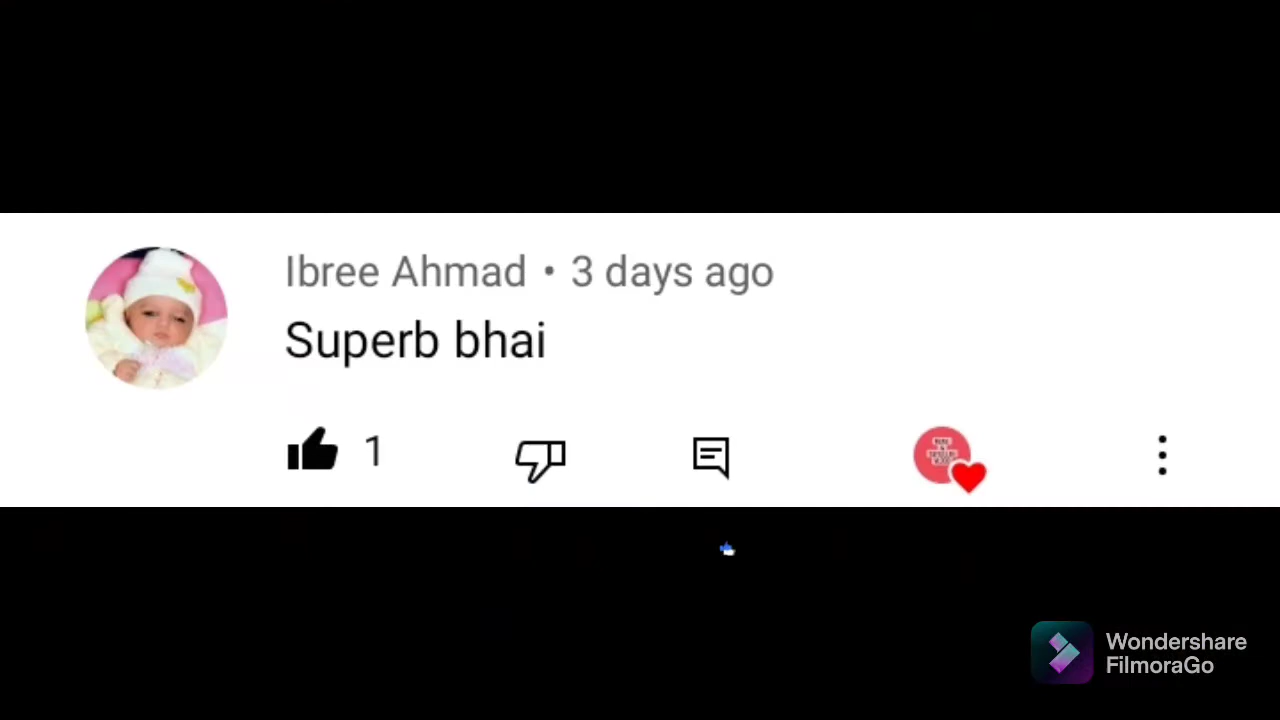 Ibree Ahmad • 3 days ago
Superb bhai
1
Wondershare
FilmoraGo